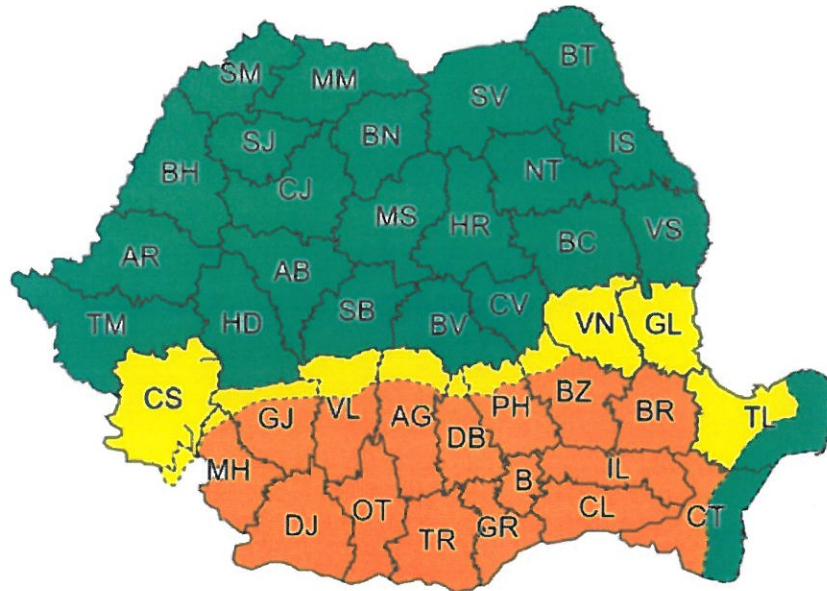 BT
SM
MM
SV
SJ
BN
IS
BH
NT
CJ
MS
HR
VS
BC
AR
AB
TM
HD
SB
BV
CV
VN
GL
CS
GJ
VL
AG
PH
BZ
BR
TL
DB
MH
B
IL
DJ
OT
TR
GR
CL
CT